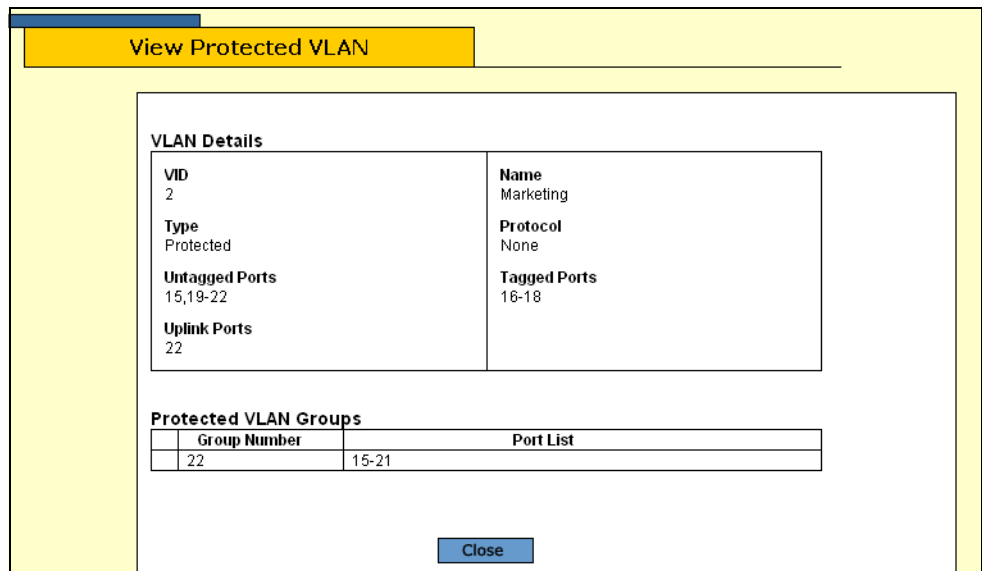 View Protected VLAN
VLAN Details
VID
2
Name
Marketing
Type
Protected
Protocol
None
Untagged Ports
15,19-22
Tagged Ports
16-18
Uplink Ports
22
Protected VLAN Groups
Group Number Port List
22 15-21
Close